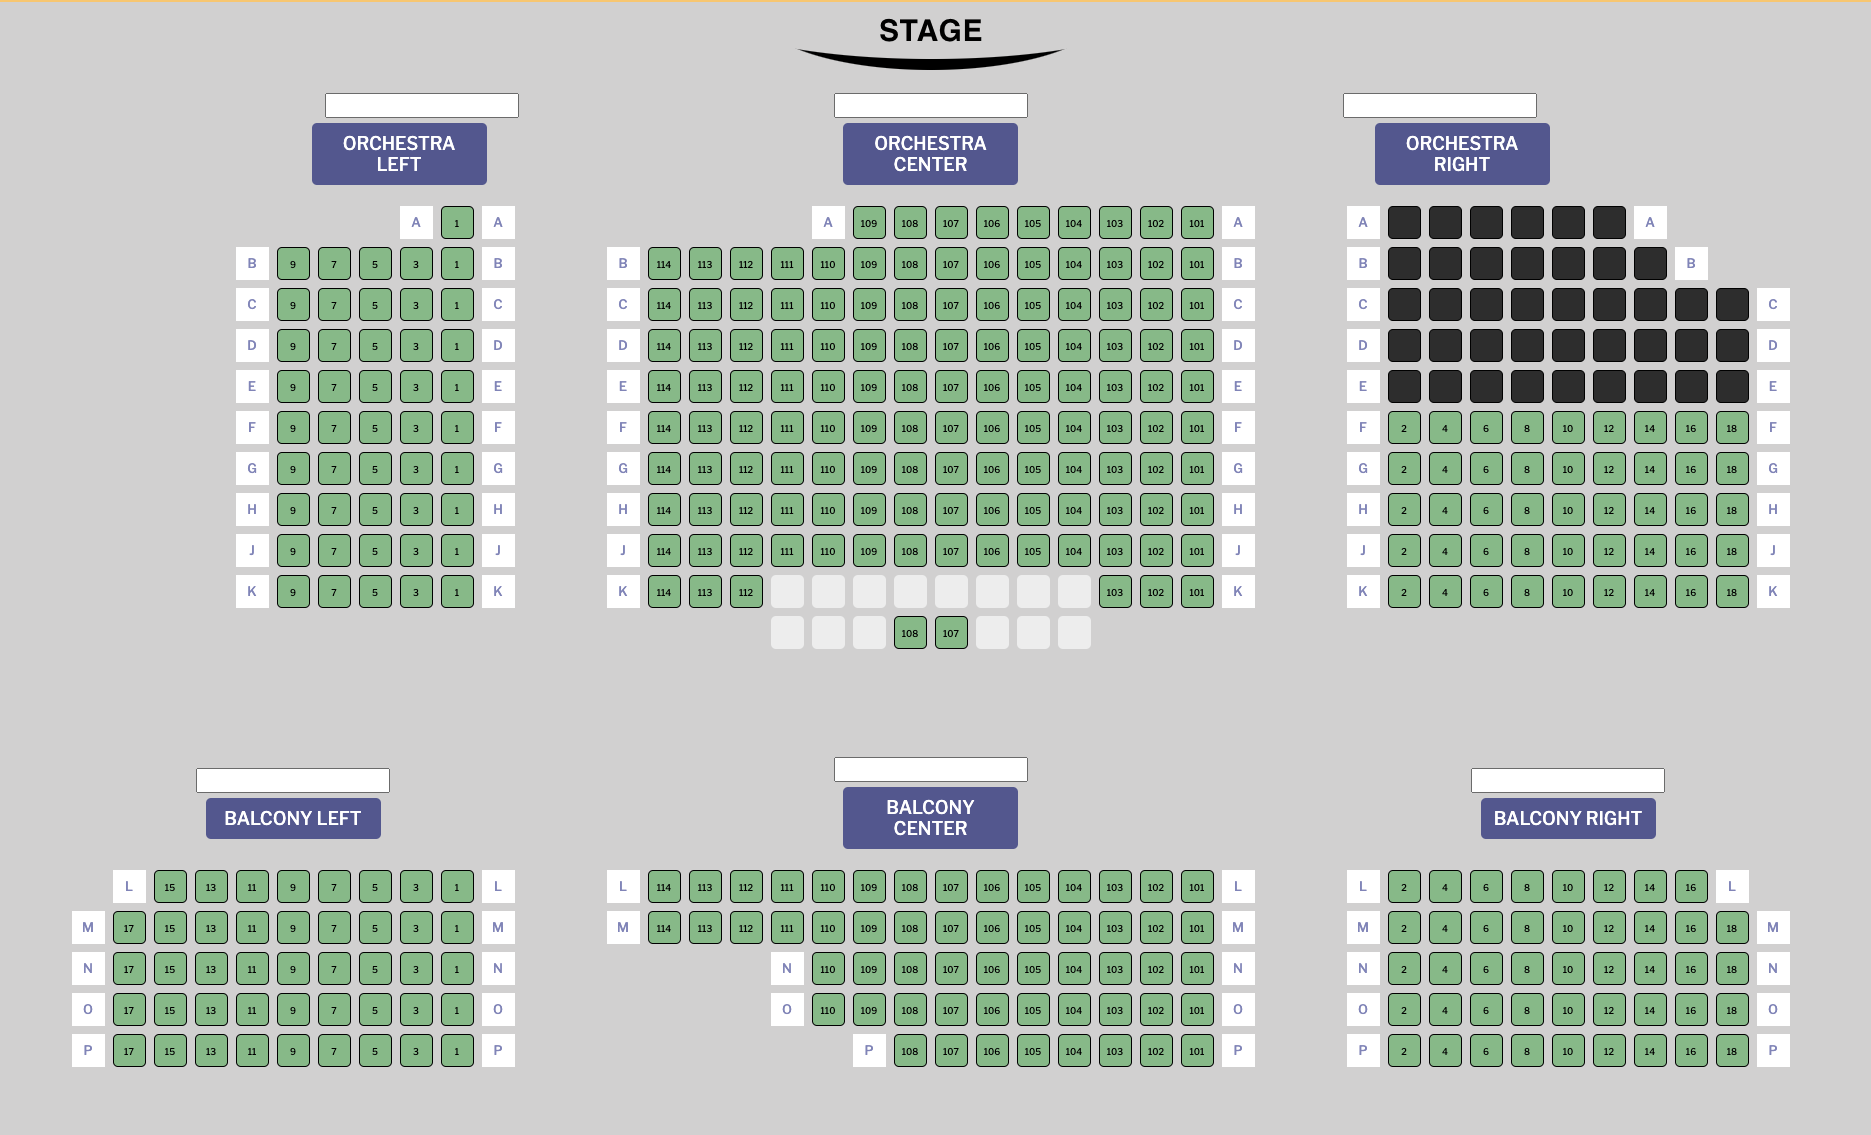 STAGE
ORCHESTRA
LEFT
ORCHESTRA
CENTER
ORCHESTRA
RIGHT
A 1 A
B 9 7 5 3 1 B
C 9 7 5 3 1 C
D 9 7 5 3 1 D
E 9 7 5 3 1 E
F 9 7 5 3 1 F
G 9 7 5 3 1 G
H 9 7 5 3 1 H
J 9 7 5 3 1 J
K 9 7 5 3 1 K
A 109 108 107 106 105 104 103 102 101 A
B 114 113 112 111 110 109 108 107 106 105 104 103 102 101 B
C 114 113 112 111 110 109 108 107 106 105 104 103 102 101 C
D 114 113 112 111 110 109 108 107 106 105 104 103 102 101 D
E 114 113 112 111 110 109 108 107 106 105 104 103 102 101 E
F 114 113 112 111 110 109 108 107 106 105 104 103 102 101 F
G 114 113 112 111 110 109 108 107 106 105 104 103 102 101 G
H 114 113 112 111 110 109 108 107 106 105 104 103 102 101 H
J 114 113 112 111 110 109 108 107 106 105 104 103 102 101 J
K 114 113 112 103 102 101 K
108 107
A A
B B
C C
D D
E E
F 2 4 6 8 10 12 14 16 18 F
G 2 4 6 8 10 12 14 16 18 G
H 2 4 6 8 10 12 14 16 18 H
J 2 4 6 8 10 12 14 16 18 J
K 2 4 6 8 10 12 14 16 18 K
BALCONY LEFT
BALCONY
CENTER
BALCONY RIGHT
L 15 13 11 9 7 5 3 1 L
M 17 15 13 11 9 7 5 3 1 M
N 17 15 13 11 9 7 5 3 1 N
O 17 15 13 11 9 7 5 3 1 O
P 17 15 13 11 9 7 5 3 1 P
L 114 113 112 111 110 109 108 107 106 105 104 103 102 101 L
M 114 113 112 111 110 109 108 107 106 105 104 103 102 101 M
N 110 109 108 107 106 105 104 103 102 101 N
O 110 109 108 107 106 105 104 103 102 101 O
P 108 107 106 105 104 103 102 101 P
L 2 4 6 8 10 12 14 16 L
M 2 4 6 8 10 12 14 16 18 M
N 2 4 6 8 10 12 14 16 18 N
O 2 4 6 8 10 12 14 16 18 O
P 2 4 6 8 10 12 14 16 18 P